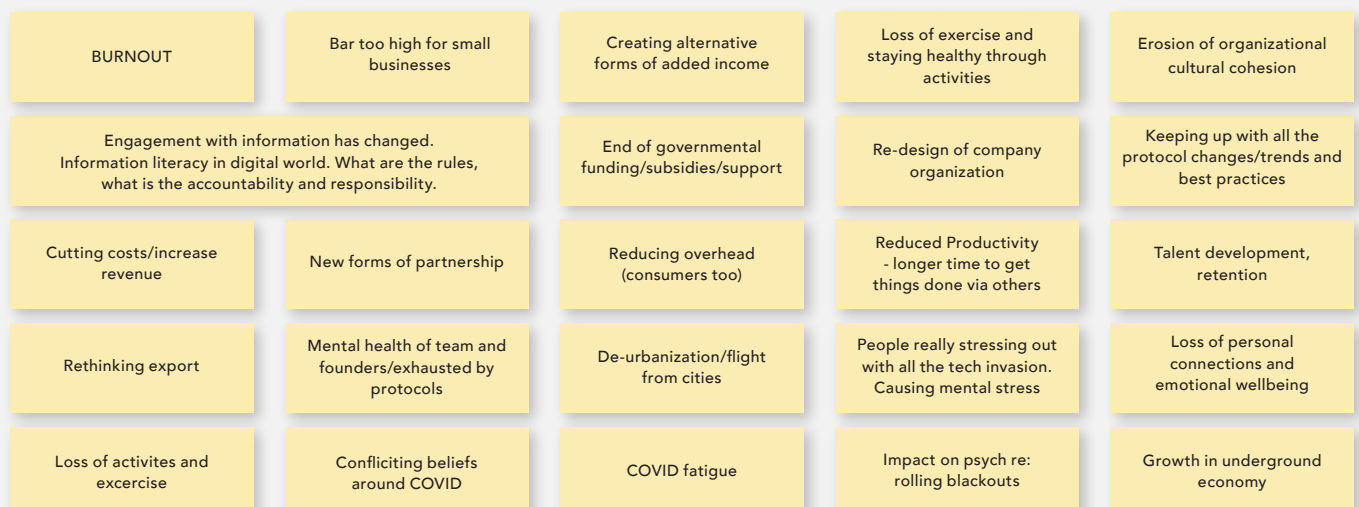 BURNOUT
Bar too high for small
businesses
Creating alternative
forms of added income
Loss of exercise and
staying healthy through
activities
Erosion of organizational
cultural cohesion
Engagement with information has changed.
Information literacy in digital world. What are the rules,
what is the accountability and responsibility.
End of governmental
funding/subsidies/support
Re-design of company
organization
Keeping up with all the
protocol changes/trends and
best practices
Cutting costs/increase
revenue
New forms of partnership
Reducing overhead
(consumers too)
Reduced Productivity
- longer time to get
things done via others
Talent development,
retention
Rethinking export
Mental health of team and
founders/exhausted by
protocols
De-urbanization/flight
from cities
People really stressing out
with all the tech invasion.
Causing mental stress
Loss of personal
connections and
emotional wellbeing
Loss of activites and
excercise
Confliciting beliefs
around COVID
COVID fatigue
Impact on psych re:
rolling blackouts
Growth in underground
economy